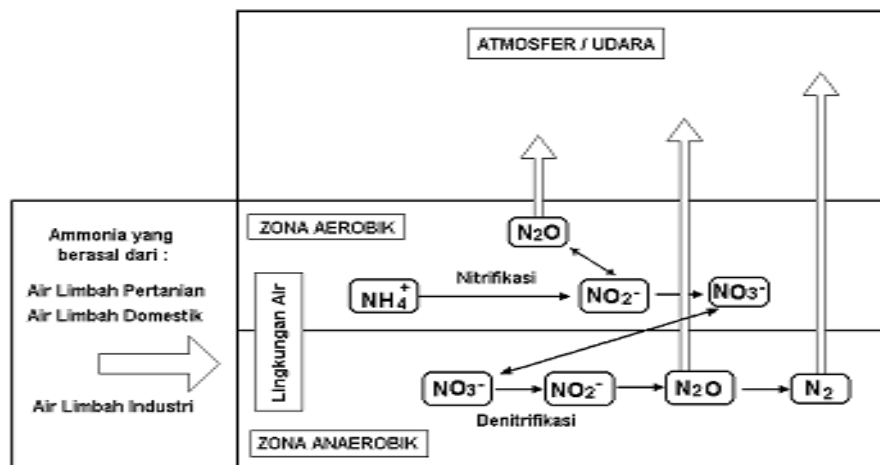 ATMOSFER / UDARA
Ammonia yang
berasal dari :
Air Limbah Pertanian
Air Limbah Domestik
Air Limbah Industri
Lingkungan Air
ZONA AEROBIK
N2O
NH4+
Nitrifikasi
NO2-
NO3-
NO3-
NO2-
N2O
N2
Denitrifikasi
ZONA ANAEROBIK